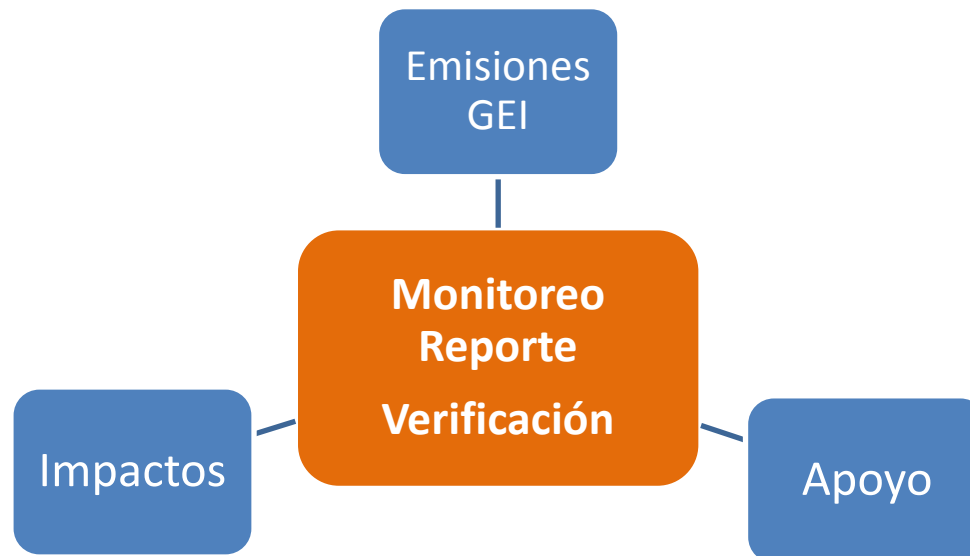 Emisiones
GEI
Monitoreo
Reporte
Verificación
Impactos
Apoyo